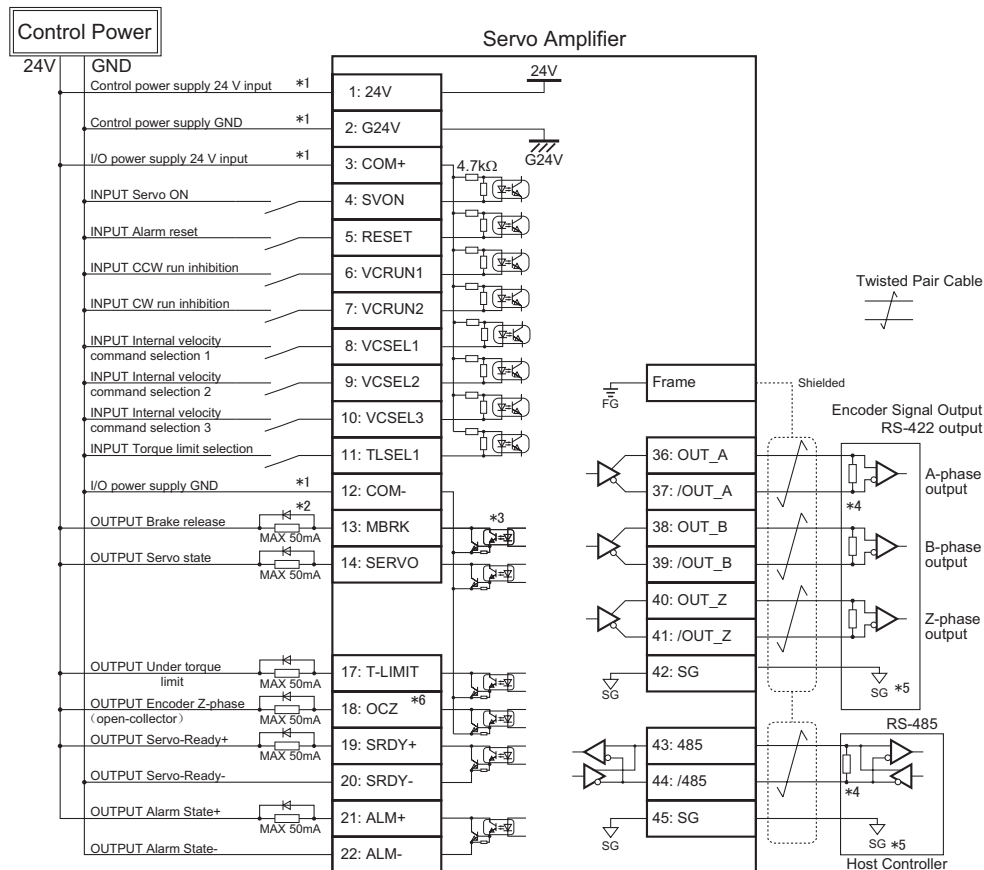 Control Power
Servo Amplifier
24V
GND
24V
Control power supply 24 V input *1
1: 24V
Control power supply GND *1
2: G24V
G24V
I/O power supply 24 V input *1
3: COM+
4.7kΩ
INPUT Servo ON
4: SVON
INPUT Alarm reset
5: RESET
INPUT CCW run inhibition
6: VCRUN1
INPUT CW run inhibition
7: VCRUN2
INPUT Internal velocity
command selection 1
8: VCSEL1
INPUT Internal velocity
command selection 2
9: VCSEL2
INPUT Internal velocity
command selection 3
10: VCSEL3
INPUT Torque limit selection
11: TLSEL1
I/O power supply GND *1
12: COM-
*2
OUTPUT Brake release
MAX 50mA
13: MBRK
*3
OUTPUT Servo state
MAX 50mA
14: SERVO
OUTPUT Under torque
limit
MAX 50mA
17: T-LIMIT
OUTPUT Encoder Z-phase
（open-collector）
MAX 50mA
18: OCZ *6
OUTPUT Servo-Ready+
MAX 50mA
19: SRDY+
OUTPUT Servo-Ready-
20: SRDY-
OUTPUT Alarm State+
MAX 50mA
21: ALM+
OUTPUT Alarm State-
22: ALM-
Twisted Pair Cable
Frame
FG
Shielded
Encoder Signal Output
RS-422 output
36: OUT_A
37: /OUT_A
*4
A-phase
output
38: OUT_B
39: /OUT_B
B-phase
output
40: OUT_Z
41: /OUT_Z
Z-phase
output
42: SG
SG
SG *5
RS-485
43: 485
44: /485
*4
45: SG
SG
SG *5
Host Controller